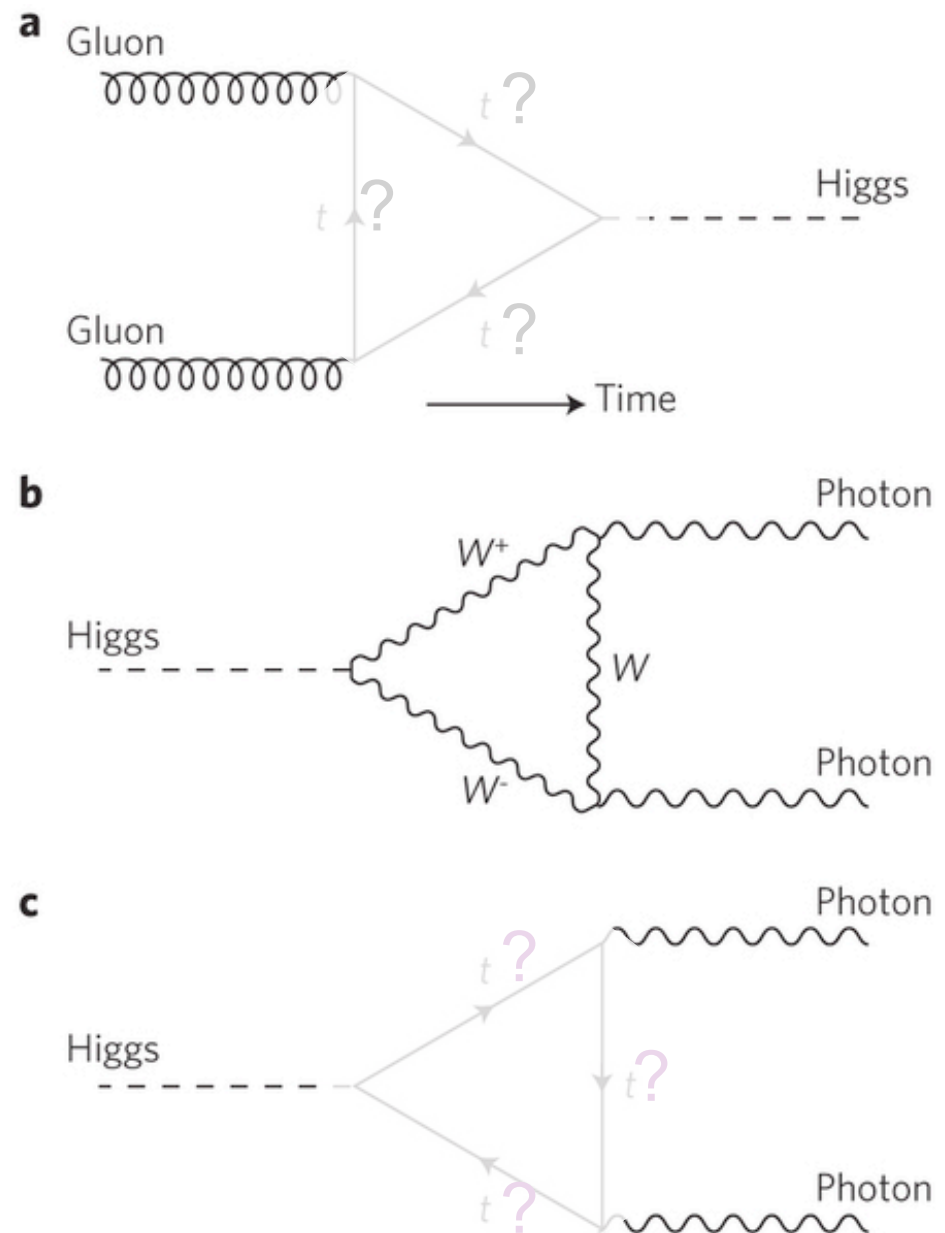 a
Gluon
t ?
Higgs
t ?
Gluon
t ?
Time
b
Photon
W⁺
Higgs
W
Photon
W⁻
c
Photon
t ?
Higgs
t ?
Photon
t ?